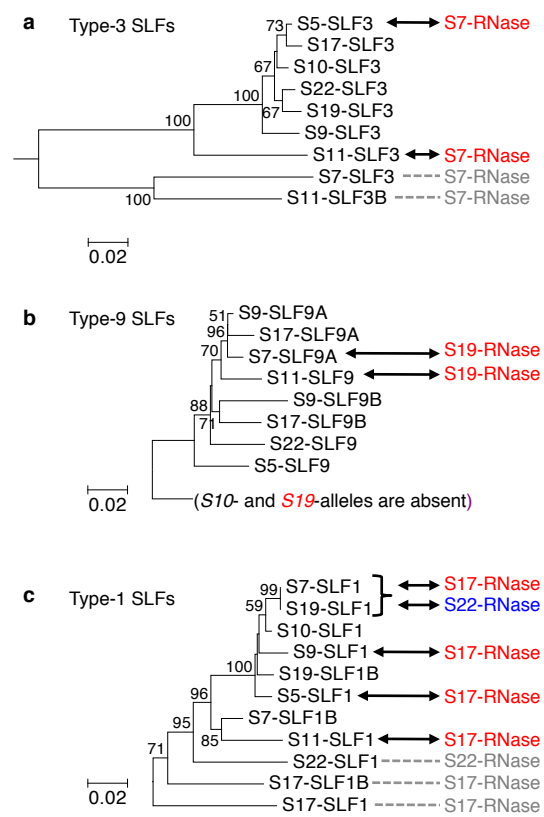 a Type-3 SLFs
73 S5-SLF3 S7-RNase
S17-SLF3
S10-SLF3
67
S22-SLF3
100 67 S19-SLF3
100 S9-SLF3
S11-SLF3 S7-RNase
S7-SLF3 S7-RNase
100 S11-SLF3B S7-RNase
0.02
b Type-9 SLFs
51 S9-SLF9A
96 S17-SLF9A
70 S7-SLF9A S19-RNase
S11-SLF9 S19-RNase
S9-SLF9B
88
71 S17-SLF9B
S22-SLF9
S5-SLF9
0.02
(S10- and S19-alleles are absent)
c Type-1 SLFs
99 S7-SLF1 S17-RNase
59 S19-SLF1 S22-RNase
S10-SLF1
S9-SLF1 S17-RNase
100 S19-SLF1B
96 S5-SLF1 S17-RNase
S7-SLF1B
95 85 S11-SLF1 S17-RNase
71 S22-SLF1 S22-RNase
0.02 S17-SLF1B S17-RNase
S17-SLF1 S17-RNase